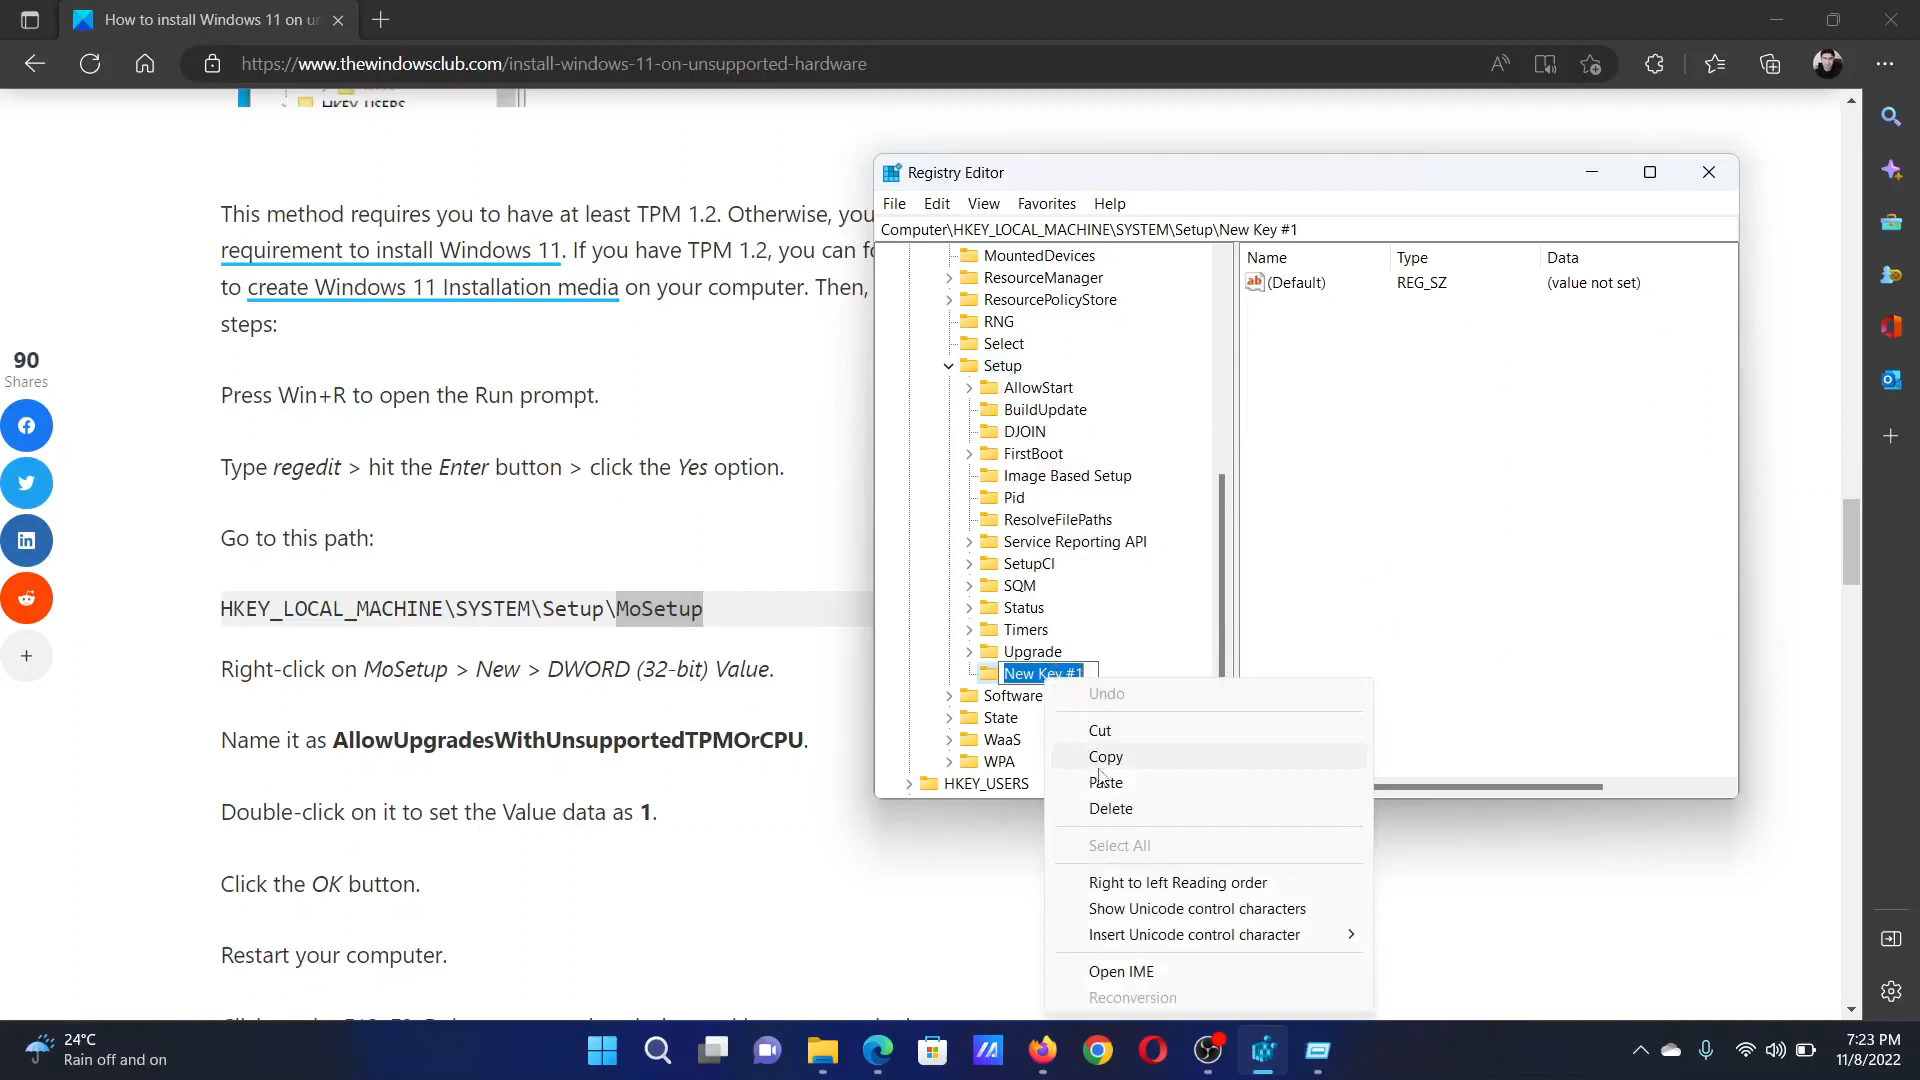 How to install Windows 11 on u
https://www.thewindowsclub.com/install-windows-11-on-unsupported-hardware
HKEY_USERS
This method requires you to have at least TPM 1.2. Otherwise, you
requirement to install Windows 11. If you have TPM 1.2, you can
to create Windows 11 Installation media on your computer. Then,
steps:
Press Win+R to open the Run prompt.
Type regedit > hit the Enter button > click the Yes option.
Go to this path:
HKEY_LOCAL_MACHINE\SYSTEM\Setup\MoSetup
Right-click on MoSetup > New > DWORD (32-bit) Value.
Name it as AllowUpgradesWithUnsupportedTPMOrCPU.
Double-click on it to set the Value data as 1.
Click the OK button.
Restart your computer.
90
Shares
Registry Editor
File Edit View Favorites Help
Computer\HKEY_LOCAL_MACHINE\SYSTEM\Setup\New Key #1
MountedDevices
ResourceManager
ResourcePolicyStore
RNG
Select
Setup
AllowStart
BuildUpdate
DJOIN
FirstBoot
Image Based Setup
Pid
ResolveFilePaths
Service Reporting API
SetupCl
SQM
Status
Timers
Upgrade
New Key #1
Software
State
WaaS
WPA
HKEY_USERS
Name Type Data
(Default) REG_SZ (value not set)
Undo
Cut
Copy
Paste
Delete
Select All
Right to left Reading order
Show Unicode control characters
Insert Unicode control character
Open IME
Reconversion
24°C
Rain off and on
7:23 PM
11/8/2022